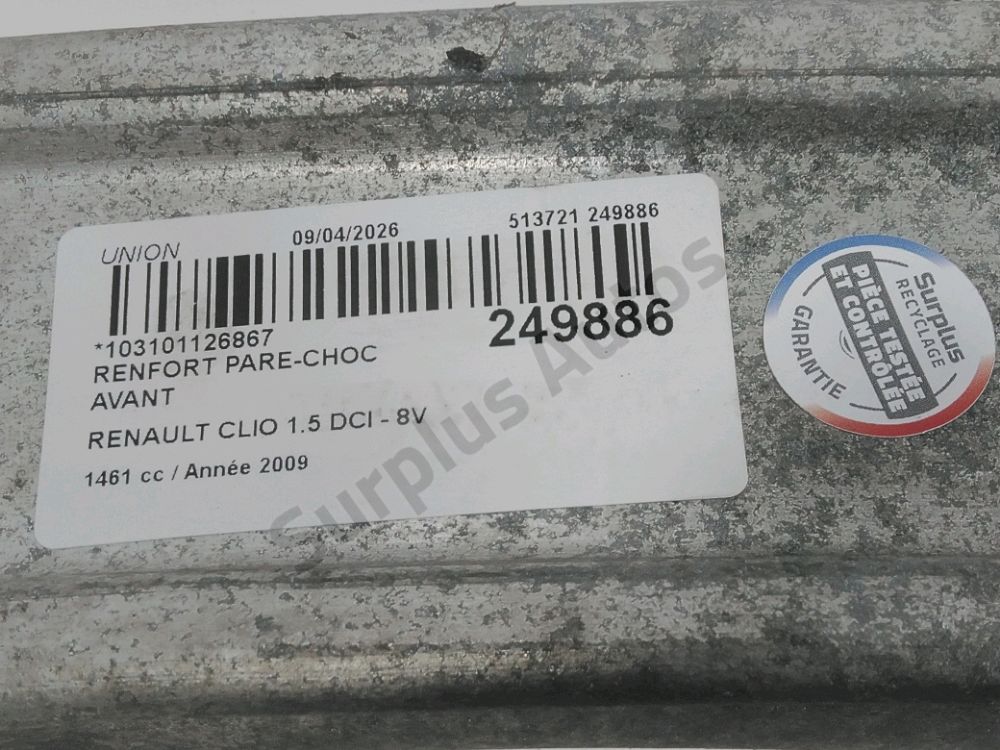 UNION 09/04/2026 513721 249886
*103101126867 249886
RENFORT PARE-CHOC
AVANT
RENAULT CLIO 1.5 DCI - 8V
1461 cc / Année 2009
Surplus
RECYCLAGE
PIÈCE TESTÉE
ET CONTRÔLÉE
GARANTIE
Surplus Autos